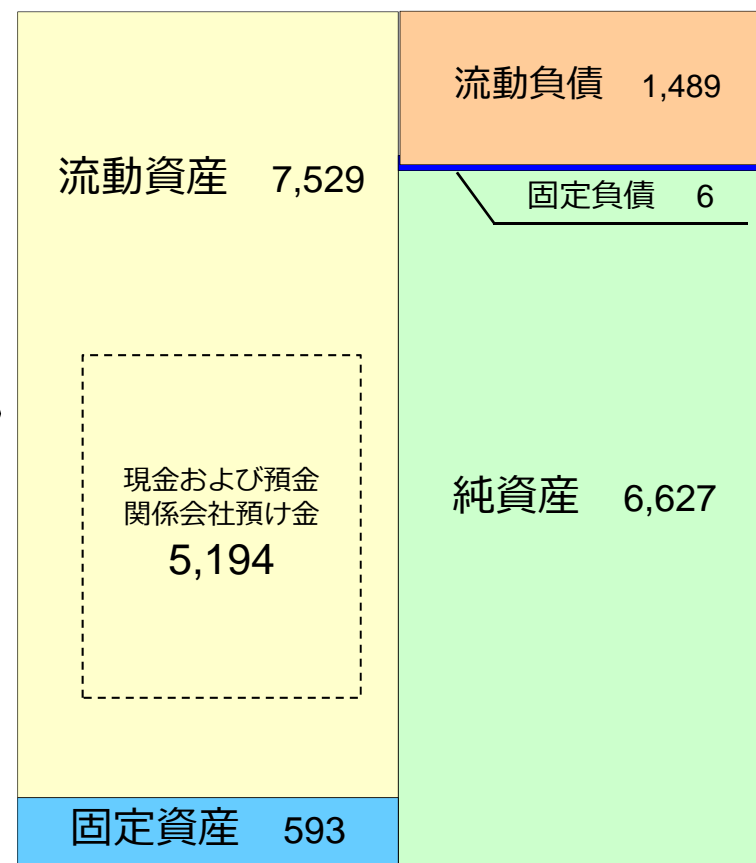 流動資産 7,529
現金および預金
関係会社預け金
5,194
固定資産 593
流動負債 1,489
固定負債 6
純資産 6,627